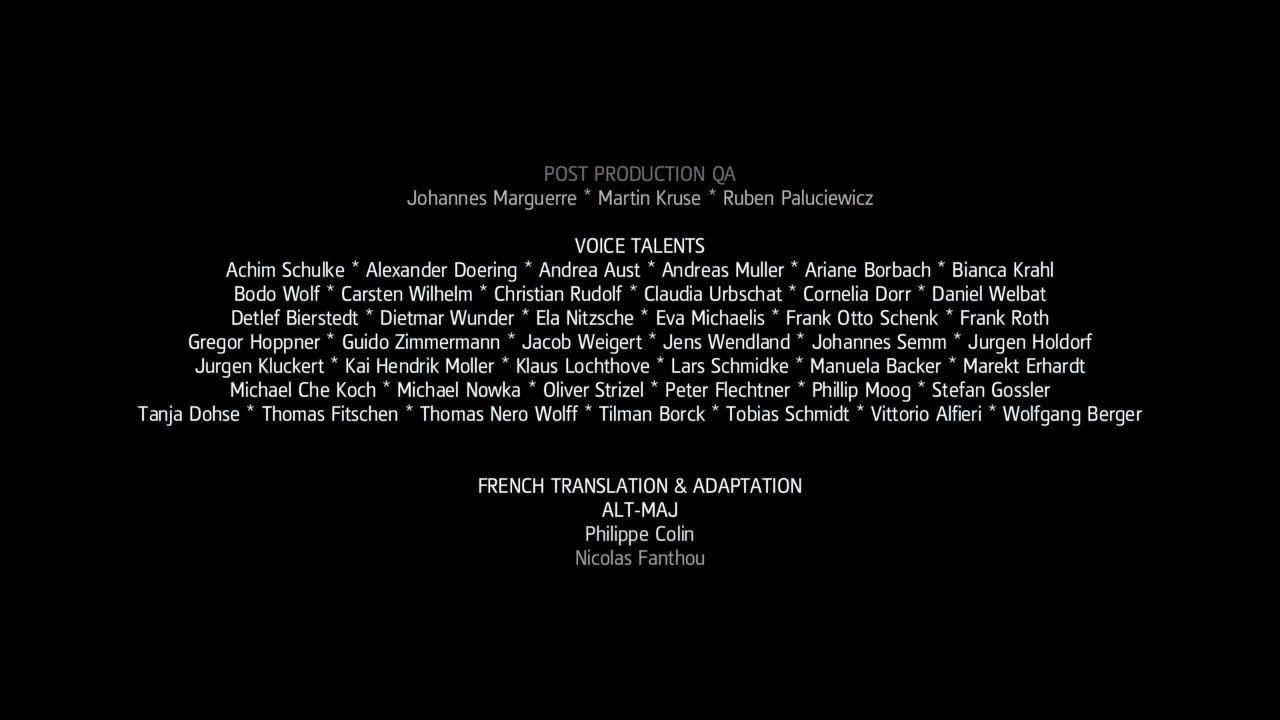 POST PRODUCTION QA
Johannes Marguerre * Martin Kruse * Ruben Paluciewicz
VOICE TALENTS
Achim Schulke * Alexander Doering * Andrea Aust * Andreas Muller * Ariane Borbach * Bianca Krahl
Bodo Wolf * Carsten Wilhelm * Christian Rudolf * Claudia Urbschat * Cornelia Dorr * Daniel Welbat
Detlef Bierstedt * Dietmar Wunder * Ela Nitzsche * Eva Michaelis * Frank Otto Schenk * Frank Roth
Gregor Hoppner * Guido Zimmermann * Jacob Weigert * Jens Wendland * Johannes Semm * Jurgen Holdorf
Jurgen Kluckert * Kai Hendrik Moller * Klaus Lochthove * Lars Schmidke * Manuela Backer * Marekt Erhardt
Michael Che Koch * Michael Nowka * Oliver Strizel * Peter Flechtner * Phillip Moog * Stefan Gossler
Tanja Dohse * Thomas Fitschen * Thomas Nero Wolff * Tilman Borck * Tobias Schmidt * Vittorio Alfieri * Wolfgang Berger
FRENCH TRANSLATION & ADAPTATION
ALT-MAJ
Philippe Colin
Nicolas Fanthou